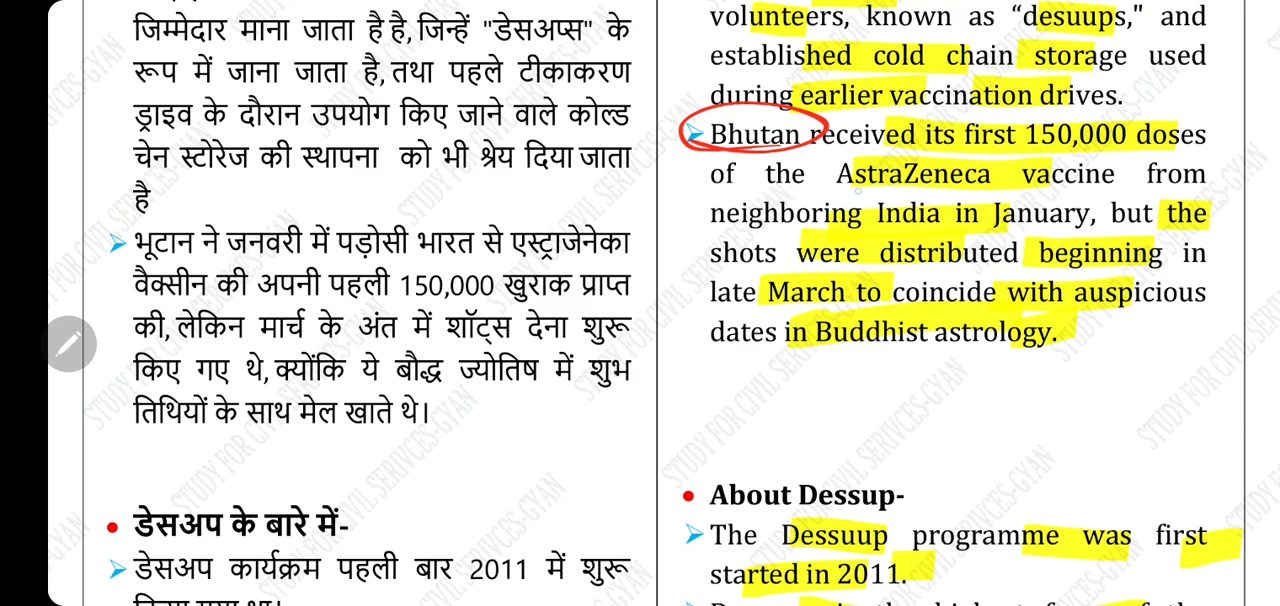 जिम्मेदार माना जाता है है, जिन्हें "डेसअप्स" के
रूप में जाना जाता है, तथा पहले टीकाकरण
ड्राइव के दौरान उपयोग किए जाने वाले कोल्ड
चेन स्टोरेज की स्थापना को भी श्रेय दिया जाता
है
भूटान ने जनवरी में पड़ोसी भारत से एस्ट्राजेनेका
वैक्सीन की अपनी पहली 150,000 खुराक प्राप्त
की, लेकिन मार्च के अंत में शॉट्स देना शुरू
किए गए थे, क्योंकि ये बौद्ध ज्योतिष में शुभ
तिथियों के साथ मेल खाते थे।
डेसअप के बारे में-
डेसअप कार्यक्रम पहली बार 2011 में शुरू
volunteers, known as “desuups," and
established cold chain storage used
during earlier vaccination drives.
Bhutan received its first 150,000 doses
of the AstraZeneca vaccine from
neighboring India in January, but the
shots were distributed beginning in
late March to coincide with auspicious
dates in Buddhist astrology.
About Dessup-
The Dessuup programme was first
started in 2011.
STUDY FOR CIVIL SERIVCES-GYAN